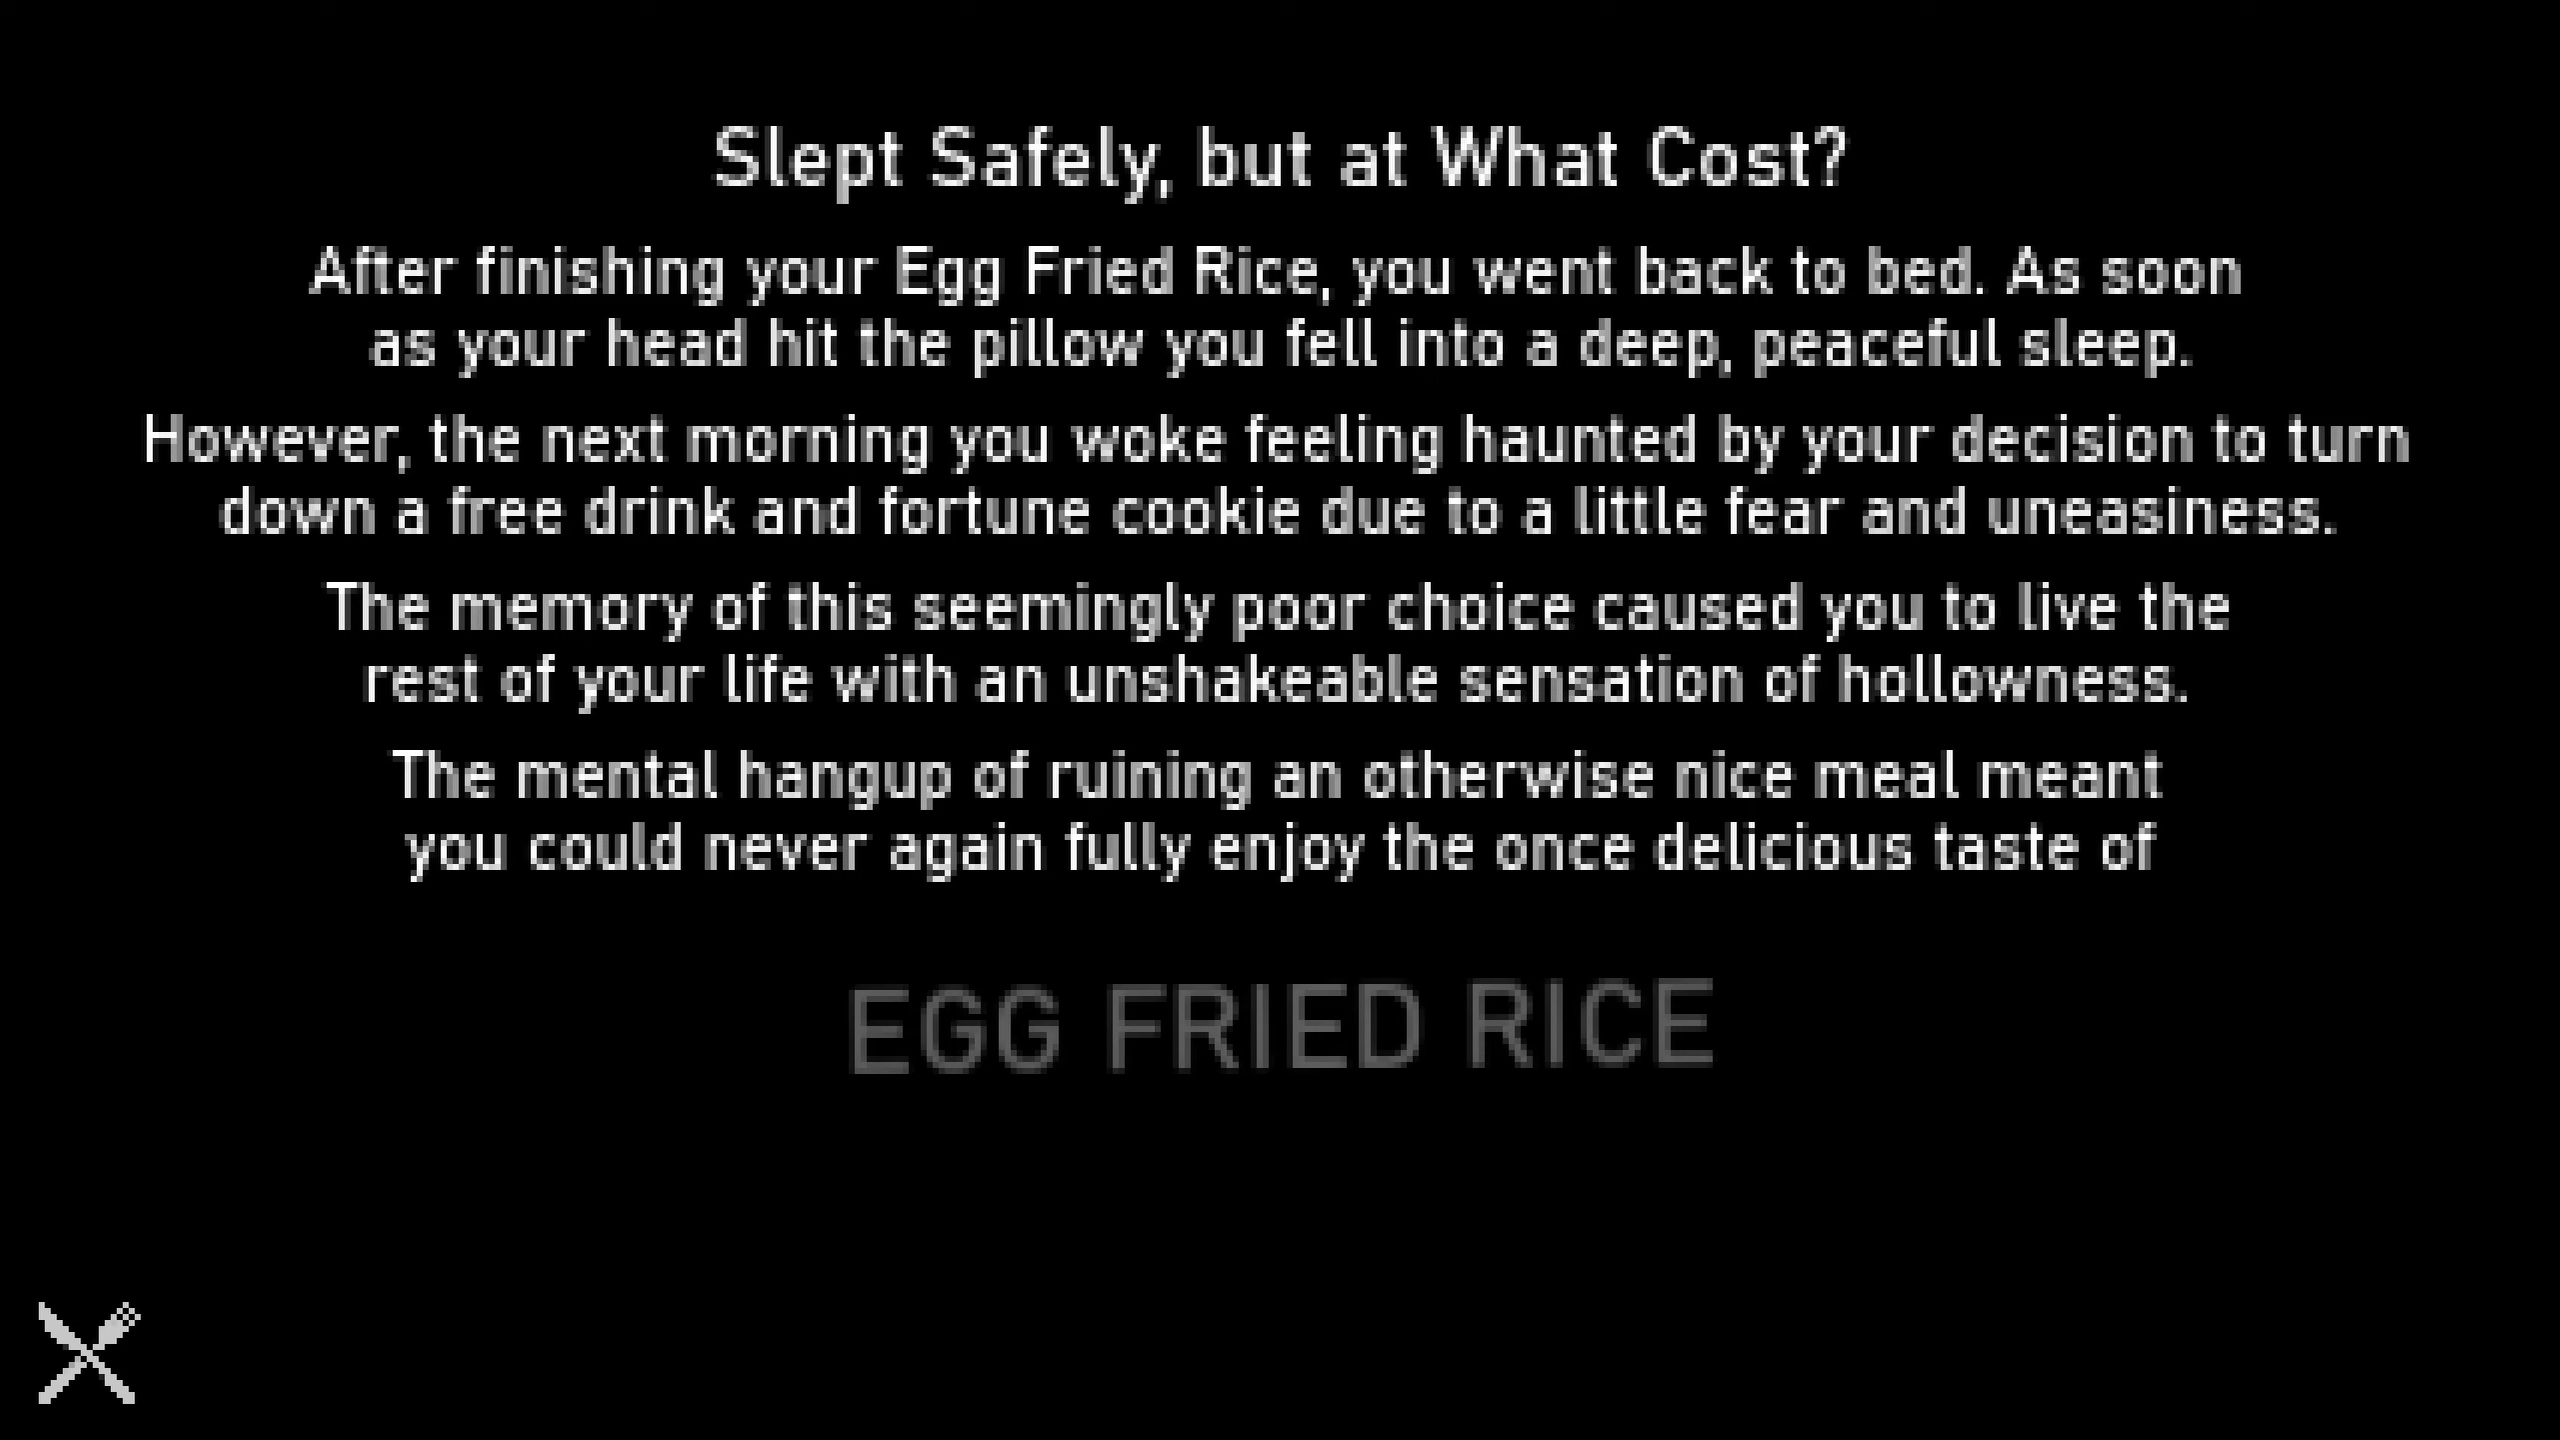 Slept Safely, but at What Cost?
After finishing your Egg Fried Rice, you went back to bed. As soon
as your head hit the pillow you fell into a deep, peaceful sleep.
However, the next morning you woke feeling haunted by your decision to turn
down a free drink and fortune cookie due to a little fear and uneasiness.
The memory of this seemingly poor choice caused you to live the
rest of your life with an unshakeable sensation of hollowness.
The mental hangup of ruining an otherwise nice meal meant
you could never again fully enjoy the once delicious taste of
EGG FRIED RICE